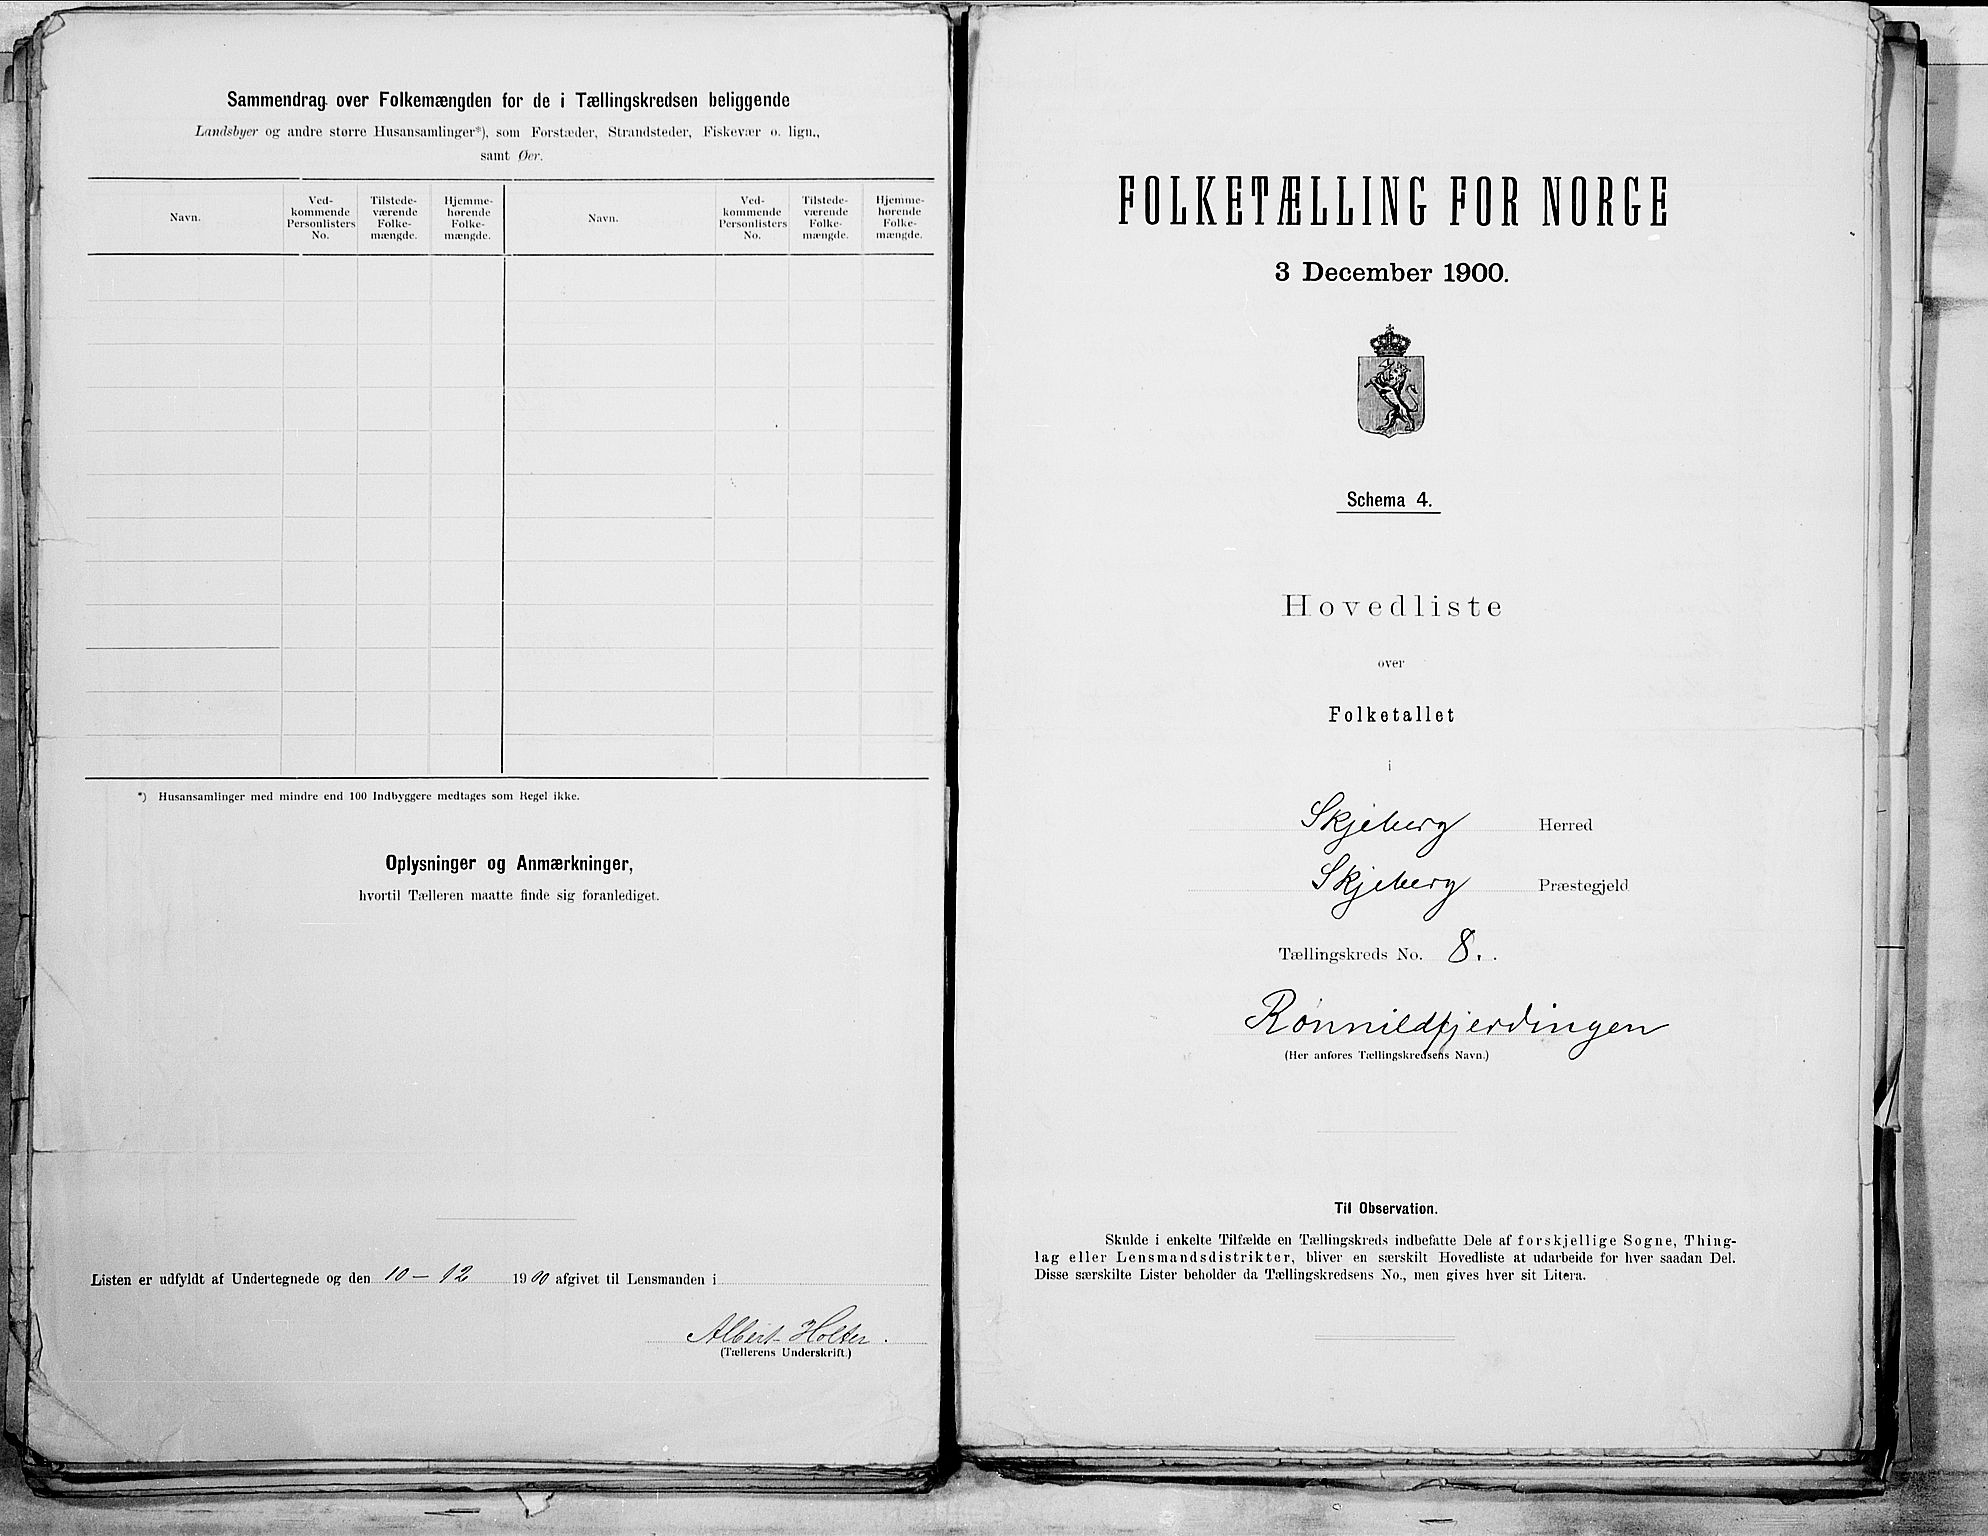 Sammendrag over Folkemængden for de i Tællingskredsen beliggende
Landsbyer og andre større Husansamlinger*), som Forstæder, Strandsteder, Fiskevær o. lign.,
samt Øer.
Navn.
Ved-
kommende
Personlisters
No.
Tilstede-
værende
Folke-
mængde.
Hjemme-
hørende
Folke-
mængde.
Navn.
Ved-
kommende
Personlisters
No.
Tilstede-
værende
Folke-
mængde.
Hjemme-
hørende
Folke-
mængde.
*) Husansamlinger med mindre end 100 Indbyggere medtages som Regel ikke.
Oplysninger og Anmærkninger,
hvortil Tælleren maatte finde sig foranlediget.
Listen er udfyldt af Undertegnede og den 10 - 12 1900 afgivet til Lensmanden i
Albert Holter.
(Tællerens Underskrift.)
FOLKETÆLLING FOR NORGE
3 December 1900.
Schema 4.
Hovedliste
over
Folketallet
i
Skjeberg Herred
Skjeberg Præstegjeld
Tællingskreds No. 8.
Rønnildfjerdingen
(Her anføres Tællingskredsens Navn.)
Til Observation.
Skulde i enkelte Tilfælde en Tællingskreds indbefatte Dele af forskjellige Sogne, Thing-
lag eller Lensmandsdistrikter, bliver en særskilt Hovedliste at udarbeide for hver saadan Del.
Disse særskilte Lister beholder da Tællingskredsens No., men gives hver sit Litera.